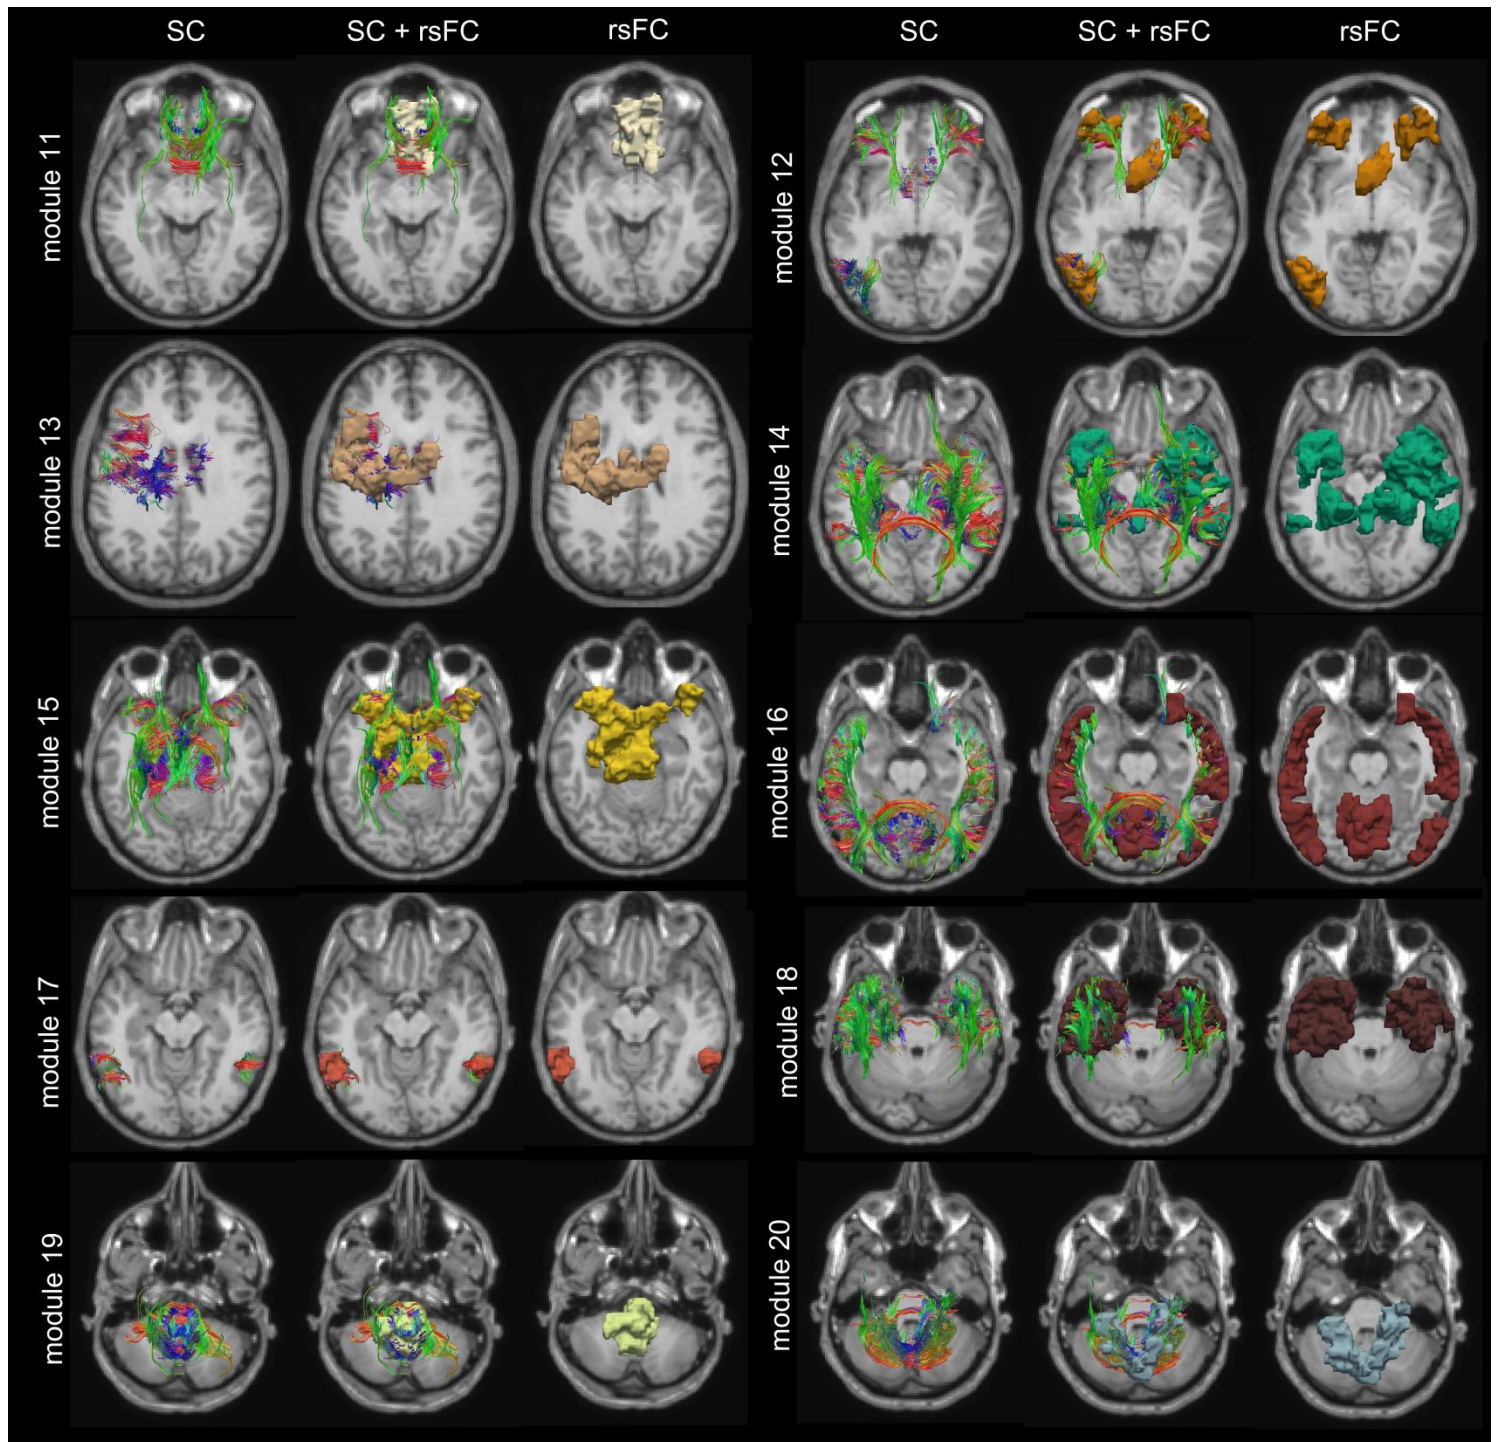 SC SC + rsFC rsFC SC SC + rsFC rsFC
module 11
module 12
module 13
module 14
module 15
module 16
module 17
module 18
module 19
module 20